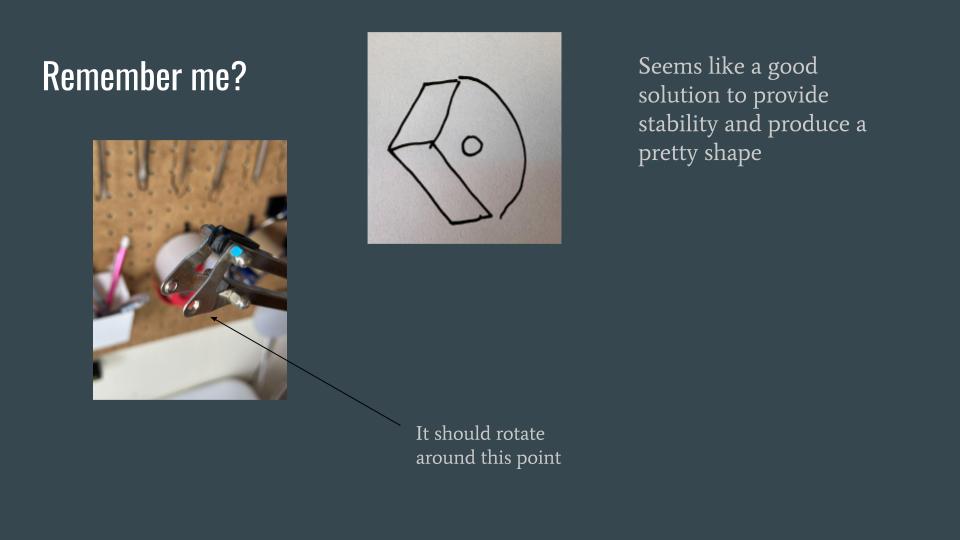 Remember me?
Seems like a good
solution to provide
stability and produce a
pretty shape
It should rotate
around this point